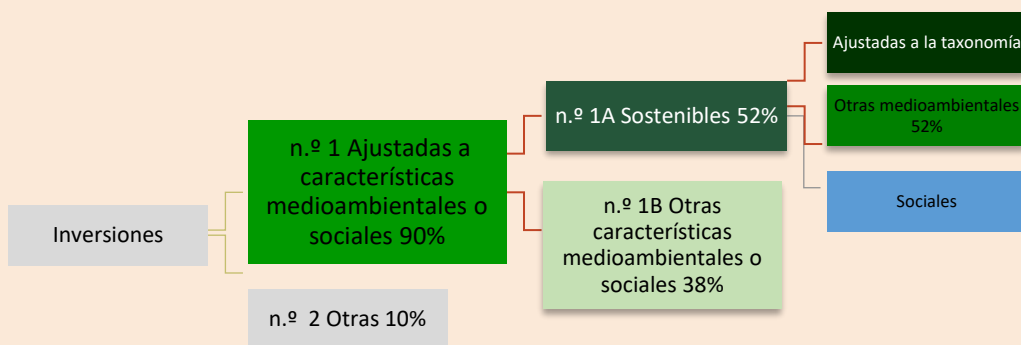 Inversiones
n.º 1 Ajustadas a
características
medioambientales o
sociales 90%
n.º 2 Otras 10%
n.º 1A Sostenibles 52%
n.º 1B Otras
características
medioambientales o
sociales 38%
Ajustadas a la taxonomía
Otras medioambientales
52%
Sociales